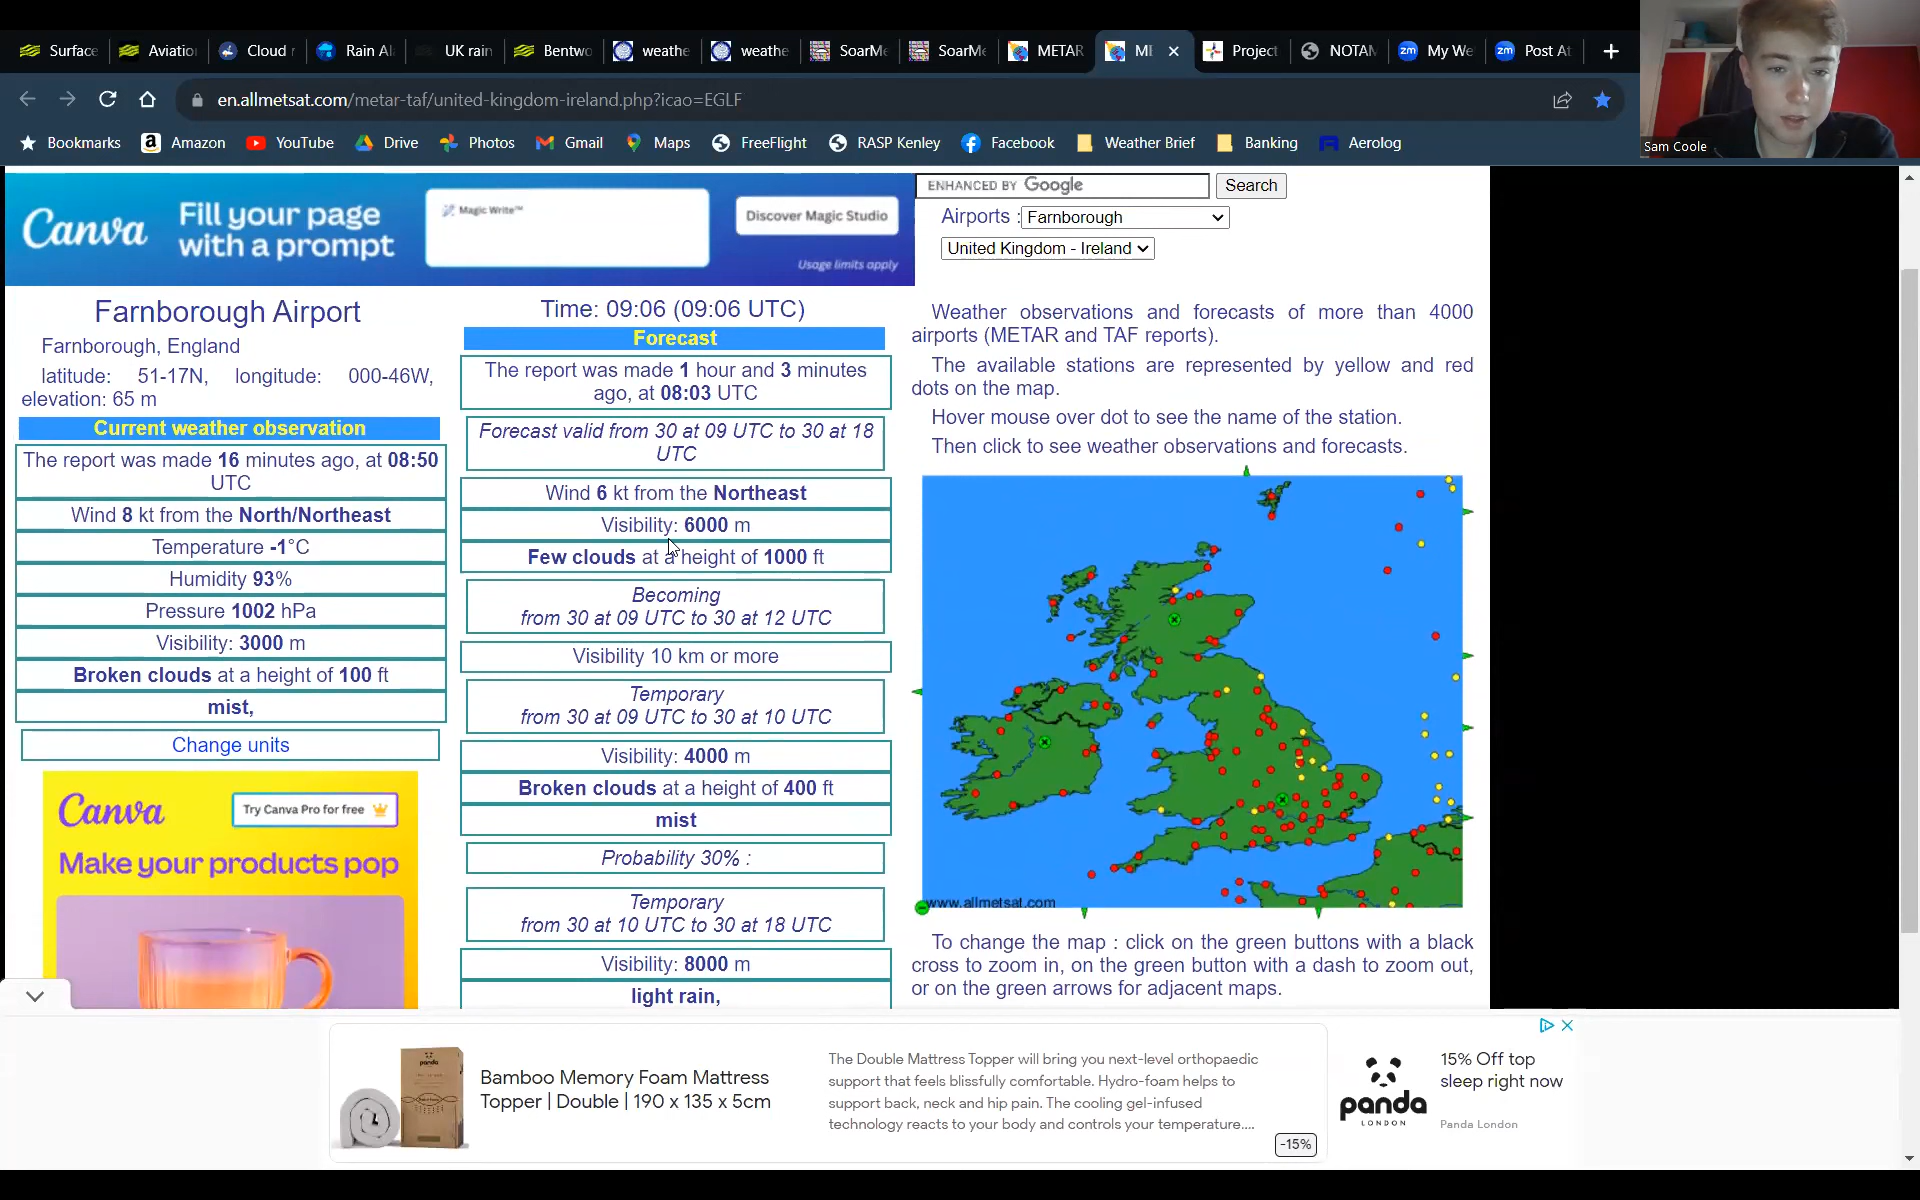 Surface
Aviatio
Cloud r
Rain Al
UK rain
Bentwo
weathe
weathe
SoarMe
SoarMe
METAR
ME
Project
NOTAM
zm
My We
zm
Post At
en.allmetsat.com/metar-taf/united-kingdom-ireland.php?icao=EGLF
Sam Coole
Bookmarks
Amazon
YouTube
Drive
Photos
Gmail
Maps
FreeFlight
RASP Kenley
Facebook
Weather Brief
Banking
Aerolog
Canva
Fill your page
with a prompt
Magic Write™
Discover Magic Studio
Usage limits apply
ENHANCED BY Google
Search
Airports :
Farnborough
United Kingdom - Ireland
Farnborough Airport
Farnborough, England
latitude: 51-17N, longitude: 000-46W,
elevation: 65 m
Current weather observation
The report was made 16 minutes ago, at 08:50
UTC
Wind 8 kt from the North/Northeast
Temperature -1°C
Humidity 93%
Pressure 1002 hPa
Visibility: 3000 m
Broken clouds at a height of 100 ft
mist,
Change units
Canva
Try Canva Pro for free
Make your products pop
Time: 09:06 (09:06 UTC)
Forecast
The report was made 1 hour and 3 minutes
ago, at 08:03 UTC
Forecast valid from 30 at 09 UTC to 30 at 18
UTC
Wind 6 kt from the Northeast
Visibility: 6000 m
Few clouds at a height of 1000 ft
Becoming
from 30 at 09 UTC to 30 at 12 UTC
Visibility 10 km or more
Temporary
from 30 at 09 UTC to 30 at 10 UTC
Visibility: 4000 m
Broken clouds at a height of 400 ft
mist
Probability 30% :
Temporary
from 30 at 10 UTC to 30 at 18 UTC
Visibility: 8000 m
light rain,
Weather observations and forecasts of more than 4000
airports (METAR and TAF reports).
The available stations are represented by yellow and red
dots on the map.
Hover mouse over dot to see the name of the station.
Then click to see weather observations and forecasts.
www.allmetsat.com
To change the map : click on the green buttons with a black
cross to zoom in, on the green button with a dash to zoom out,
or on the green arrows for adjacent maps.
panda
Bamboo Memory Foam Mattress
Topper | Double | 190 x 135 x 5cm
The Double Mattress Topper will bring you next-level orthopaedic
support that feels blissfully comfortable. Hydro-foam helps to
support back, neck and hip pain. The cooling gel-infused
technology reacts to your body and controls your temperature....
-15%
panda
LONDON
15% Off top
sleep right now
Panda London